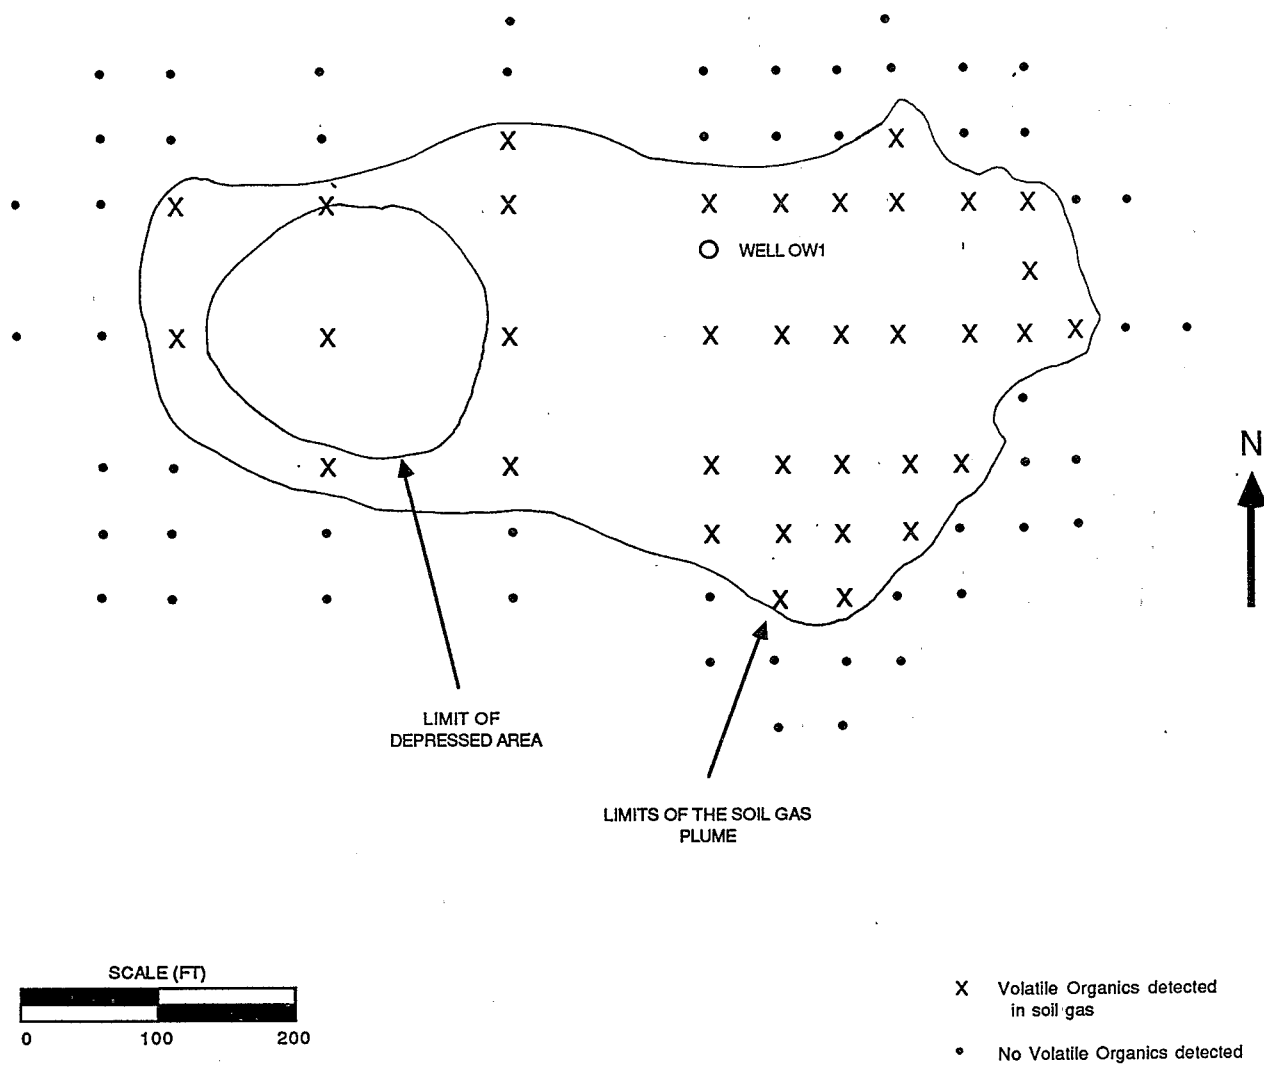 WELL OW1
N
LIMIT OF
DEPRESSED AREA
LIMITS OF THE SOIL GAS
PLUME
SCALE (FT)
0 100 200
X Volatile Organics detected
in soil gas
• No Volatile Organics detected